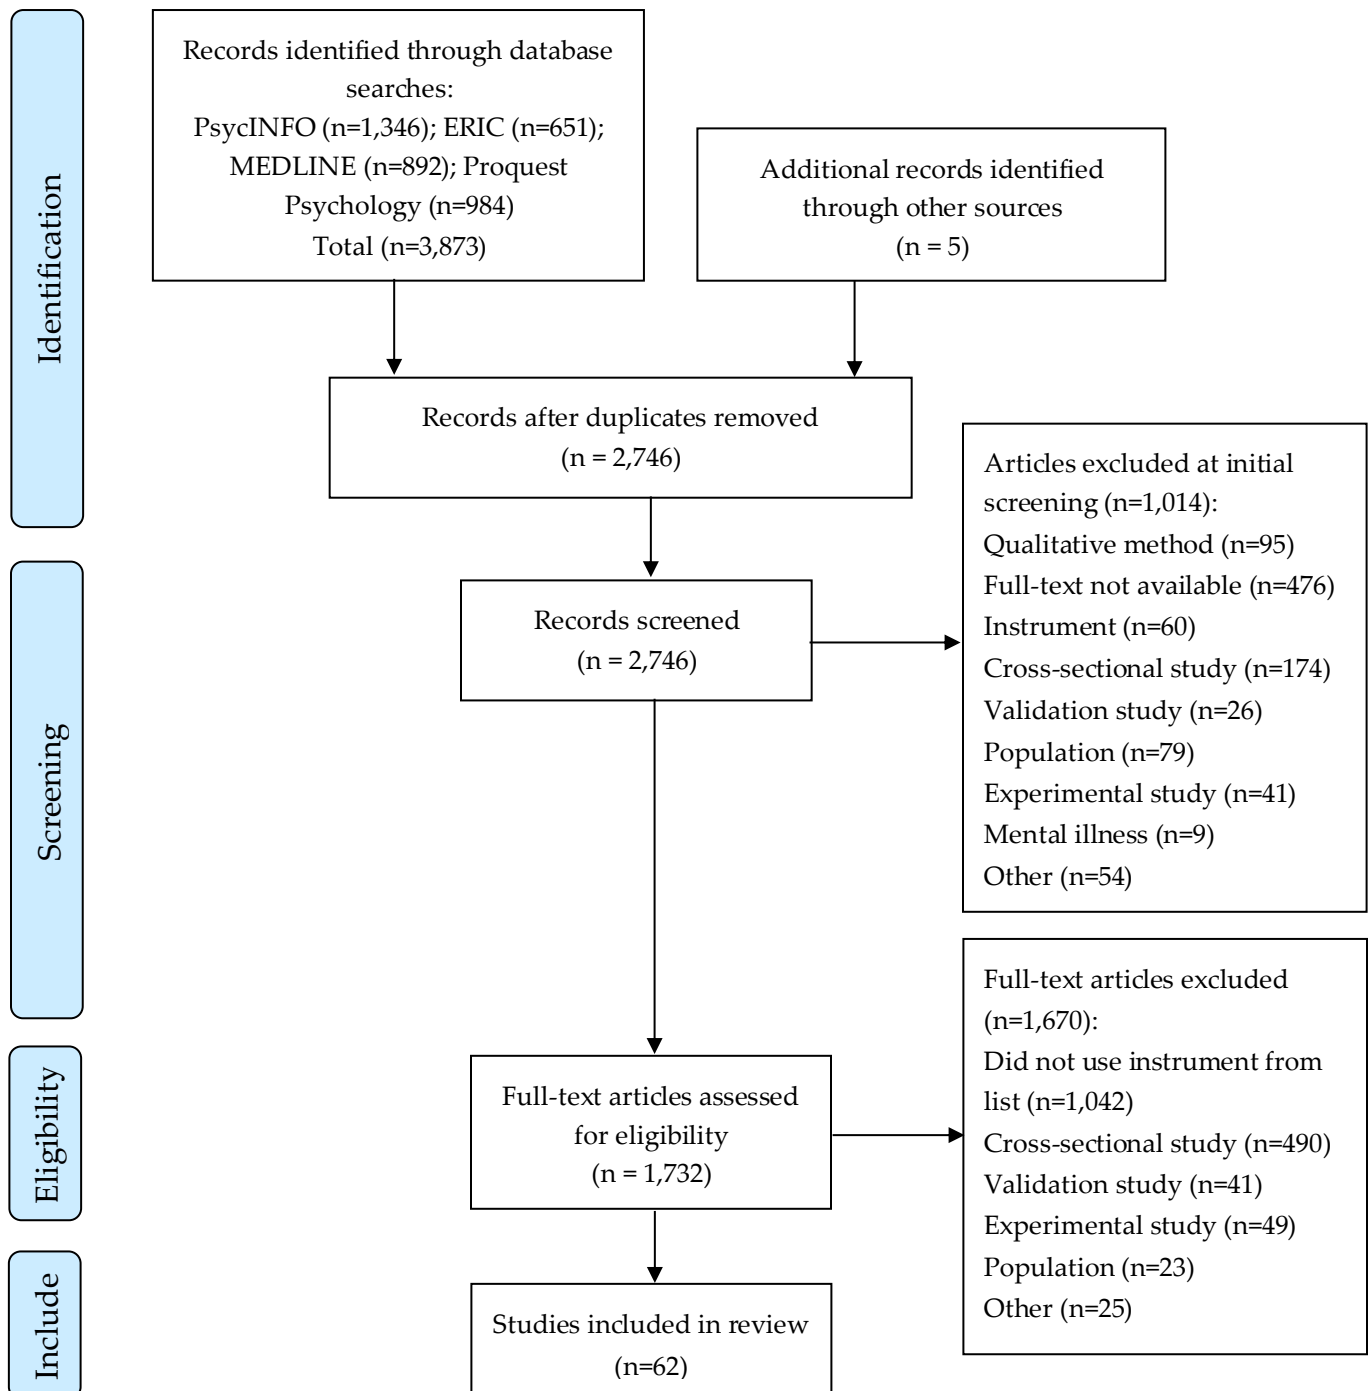 Identification
Records identified through database
searches:
PsycINFO (n=1,346); ERIC (n=651);
MEDLINE (n=892); Proquest
Psychology (n=984)
Total (n=3,873)
Additional records identified
through other sources
(n = 5)
Records after duplicates removed
(n = 2,746)
Screening
Records screened
(n = 2,746)
Articles excluded at initial
screening (n=1,014):
Qualitative method (n=95)
Full-text not available (n=476)
Instrument (n=60)
Cross-sectional study (n=174)
Validation study (n=26)
Population (n=79)
Experimental study (n=41)
Mental illness (n=9)
Other (n=54)
Eligibility
Full-text articles assessed
for eligibility
(n = 1,732)
Full-text articles excluded
(n=1,670):
Did not use instrument from
list (n=1,042)
Cross-sectional study (n=490)
Validation study (n=41)
Experimental study (n=49)
Population (n=23)
Other (n=25)
Include
Studies included in review
(n=62)